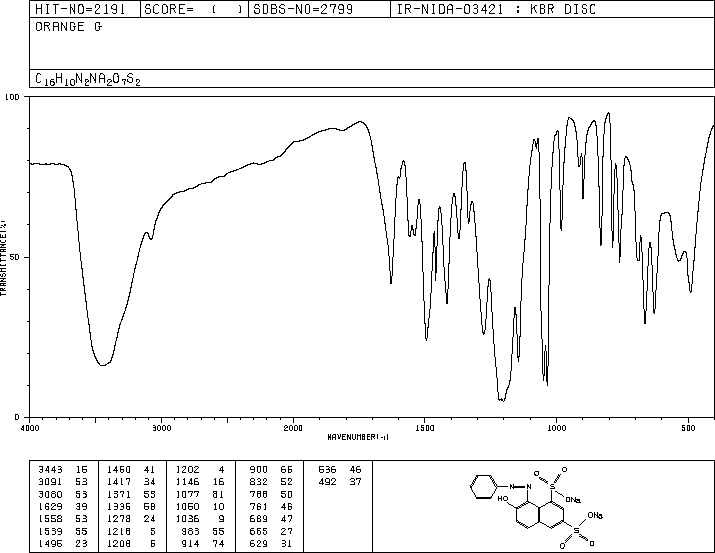 HIT-NO=2191 SCORE= ( ) SDBS-NO=2799 IR-NIDA-03421 : KBR DISC
ORANGE G
C16H10N2NA2O7S2
100
50
0
TRANSMITTANCE(%)
4000 3000 2000 1500 1000 500
WAVENUMBER(-1)
3443 16 1460 41 1202 4 900 66 636 46
3091 53 1417 34 1146 16 832 52 492 37
3080 53 1371 55 1077 81 788 50
1629 39 1336 58 1050 10 761 46
1558 53 1278 24 1036 9 689 47
1539 55 1218 5 983 55 665 27
1495 23 1208 5 914 74 629 31
O O
N N S
HO ONa
ONa
S
O O